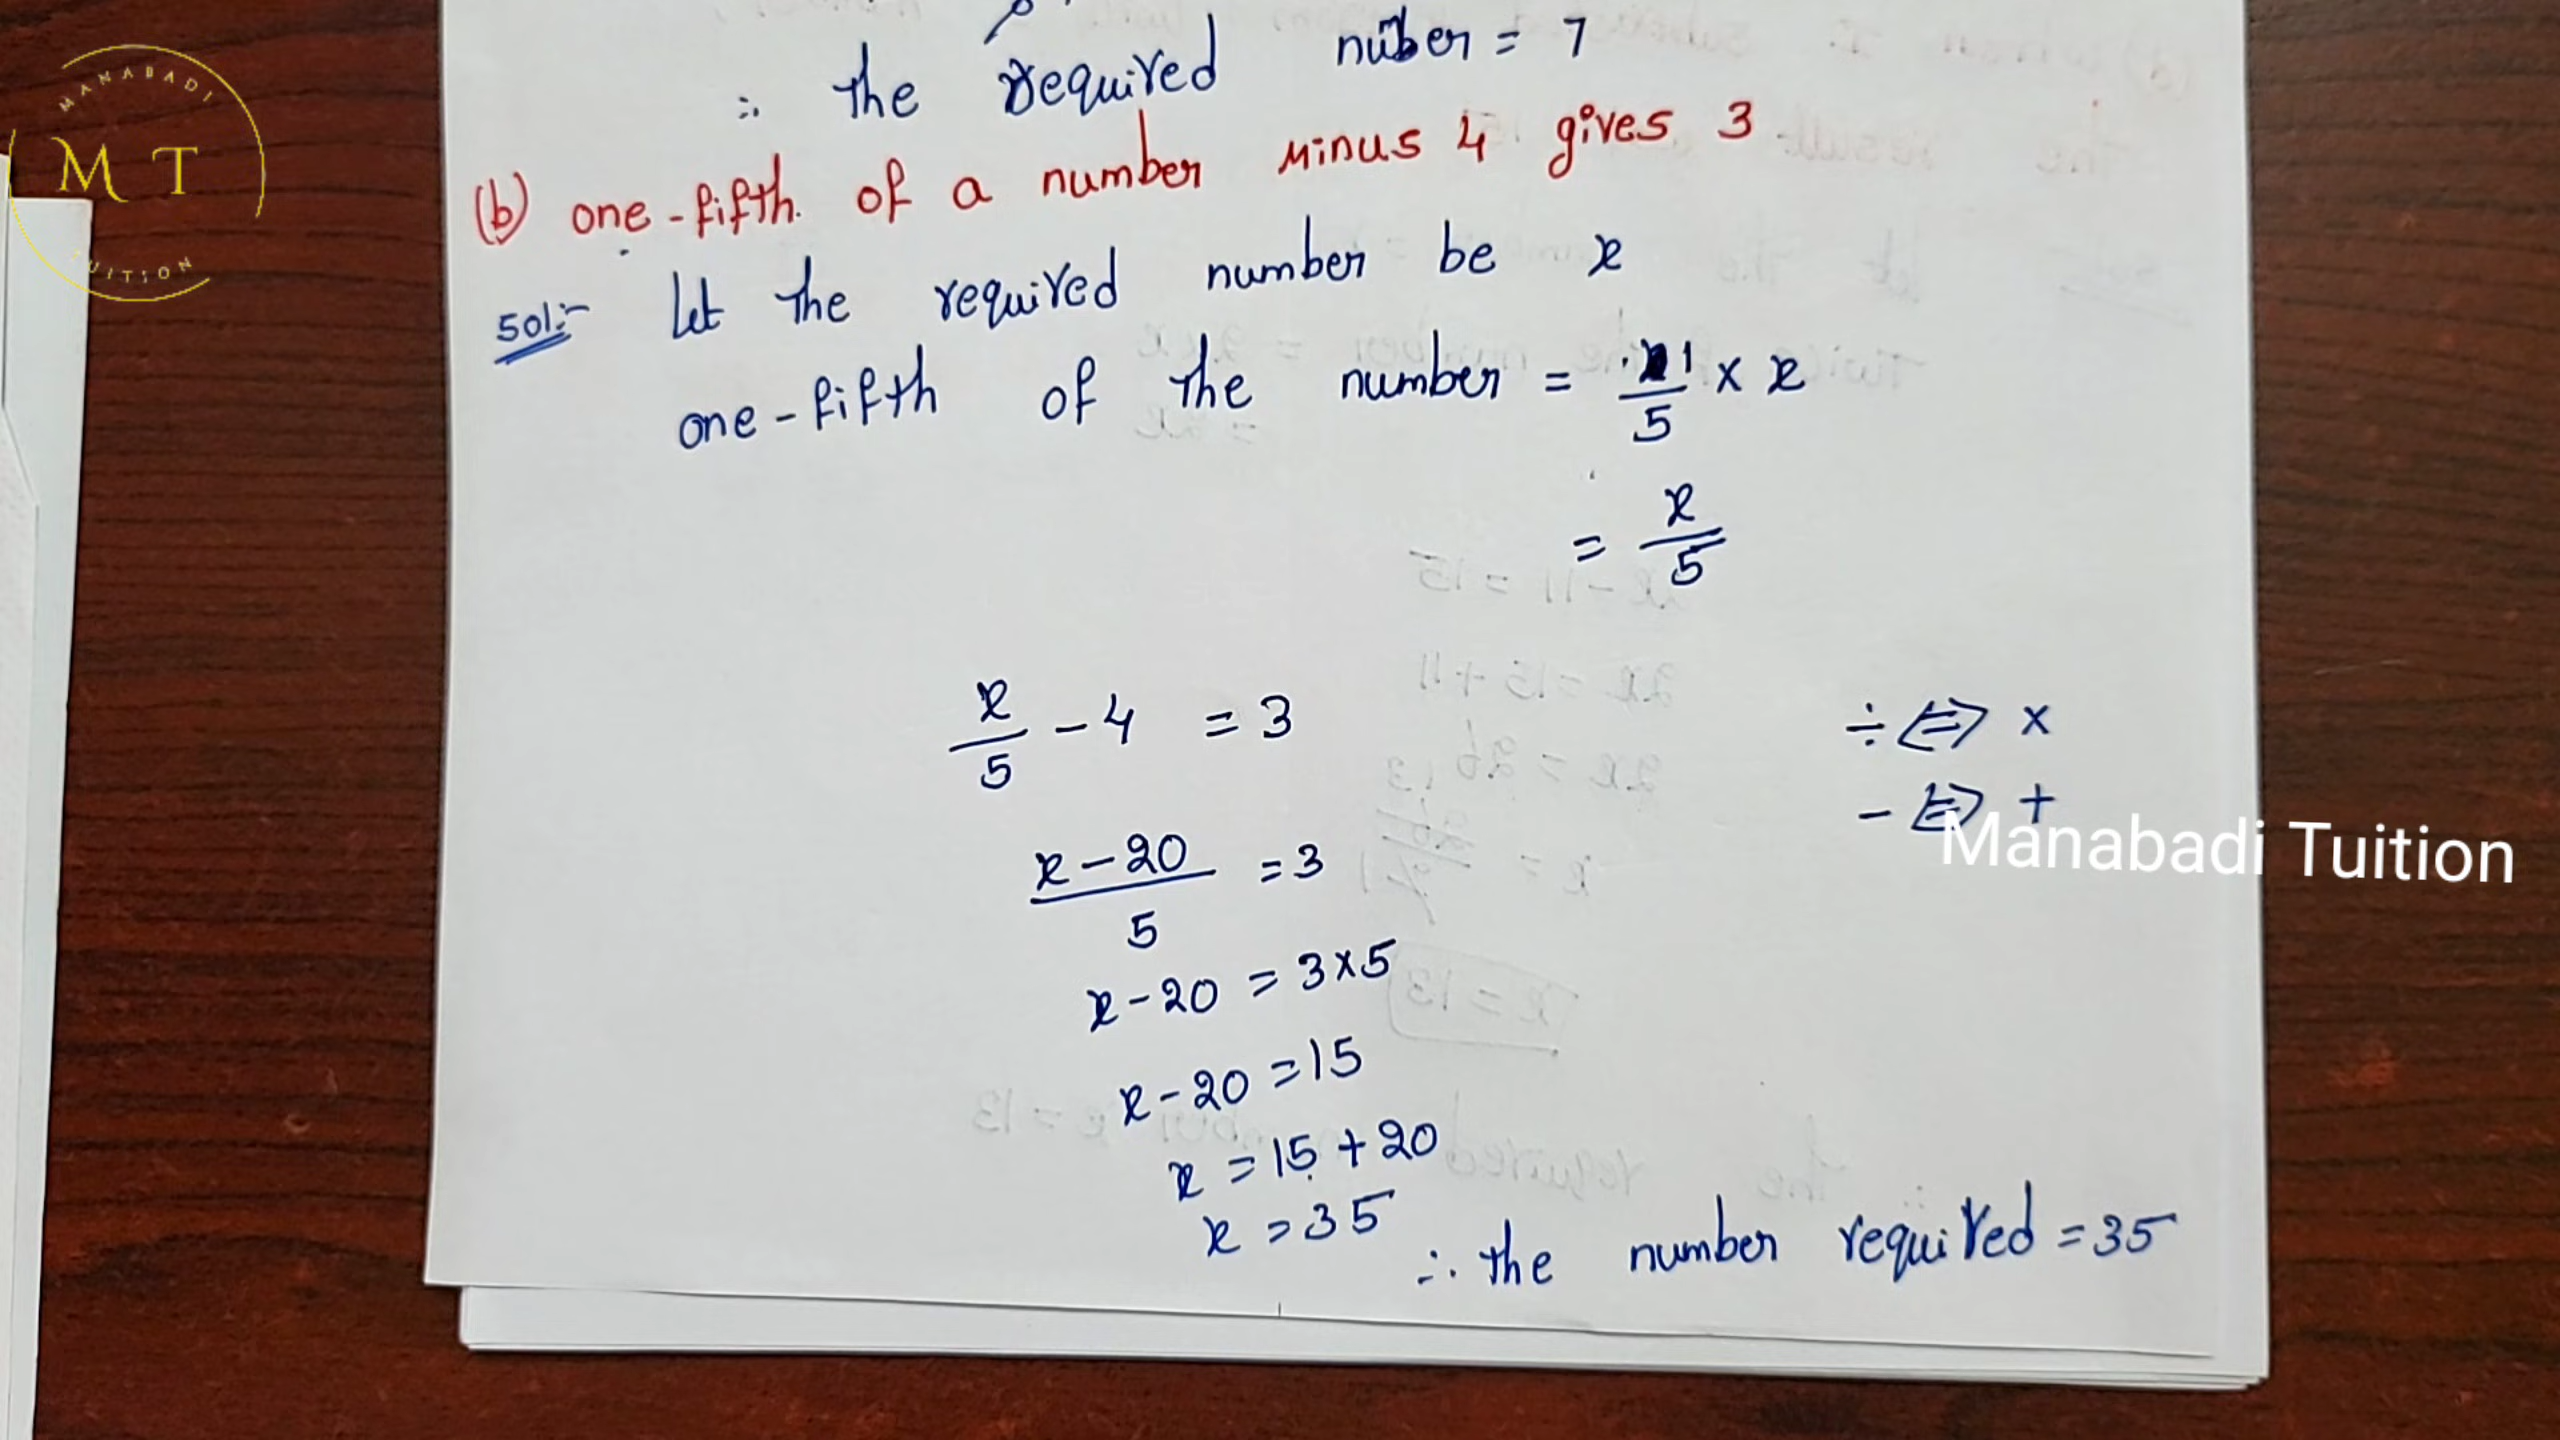 MANABADI
M T
TUITION
∴ the required number = 7
(b) one-fifth of a number minus 4 gives 3
Sol:- Let the required number be x
one-fifth of the number = 1/5 × x
= x/5
x/5 - 4 = 3
÷ ⇔ ×
- ⇔ +
(x-20)/5 = 3
Manabadi Tuition
x-20 = 3×5
x-20 = 15
x = 15+20
x = 35
∴ the number required = 35